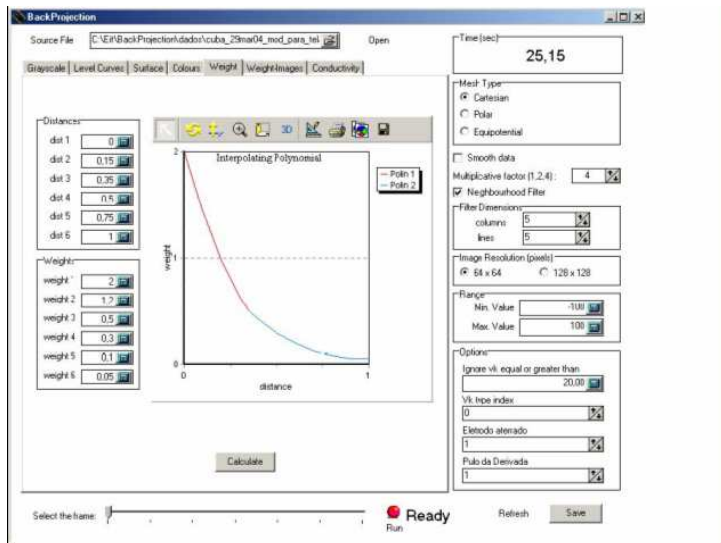 BackProjection
Source File
C:\Eit\BackProjection\dados\cuba_29mar04_mod_para_tel
Open
Grayscale
Level Curves
Surface
Colours
Weight
Weight-Images
Conductivity
Distances
dist 1
0
dist 2
0,15
dist 3
0,35
dist 4
0,5
dist 5
0,75
dist 6
1
Weights
weight 1
2
weight 2
1,2
weight 3
0,5
weight 4
0,3
weight 5
0,1
weight 6
0,05
3D
Interpolating Polynomial
Polin 1
Polin 2
weight
2
1
0
0
1
distance
Calculate
Time (sec)
25,15
Mesh Type
Cartesian
Polar
Equipotential
Smooth data
Multiplicative factor (1,2,4) :
4
Neghbourhood Filter
Filter Dimensions
columns
5
lines
5
Image Resolution (pixels)
64 x 64
128 x 128
Range
Min. Value
-100
Max. Value
100
Options
Ignore vk equal or greater than
20,00
Vk type index
0
Eletrodo aterrado
1
Pulo da Derivada
1
Select the frame:
Run
Ready
Refresh
Save